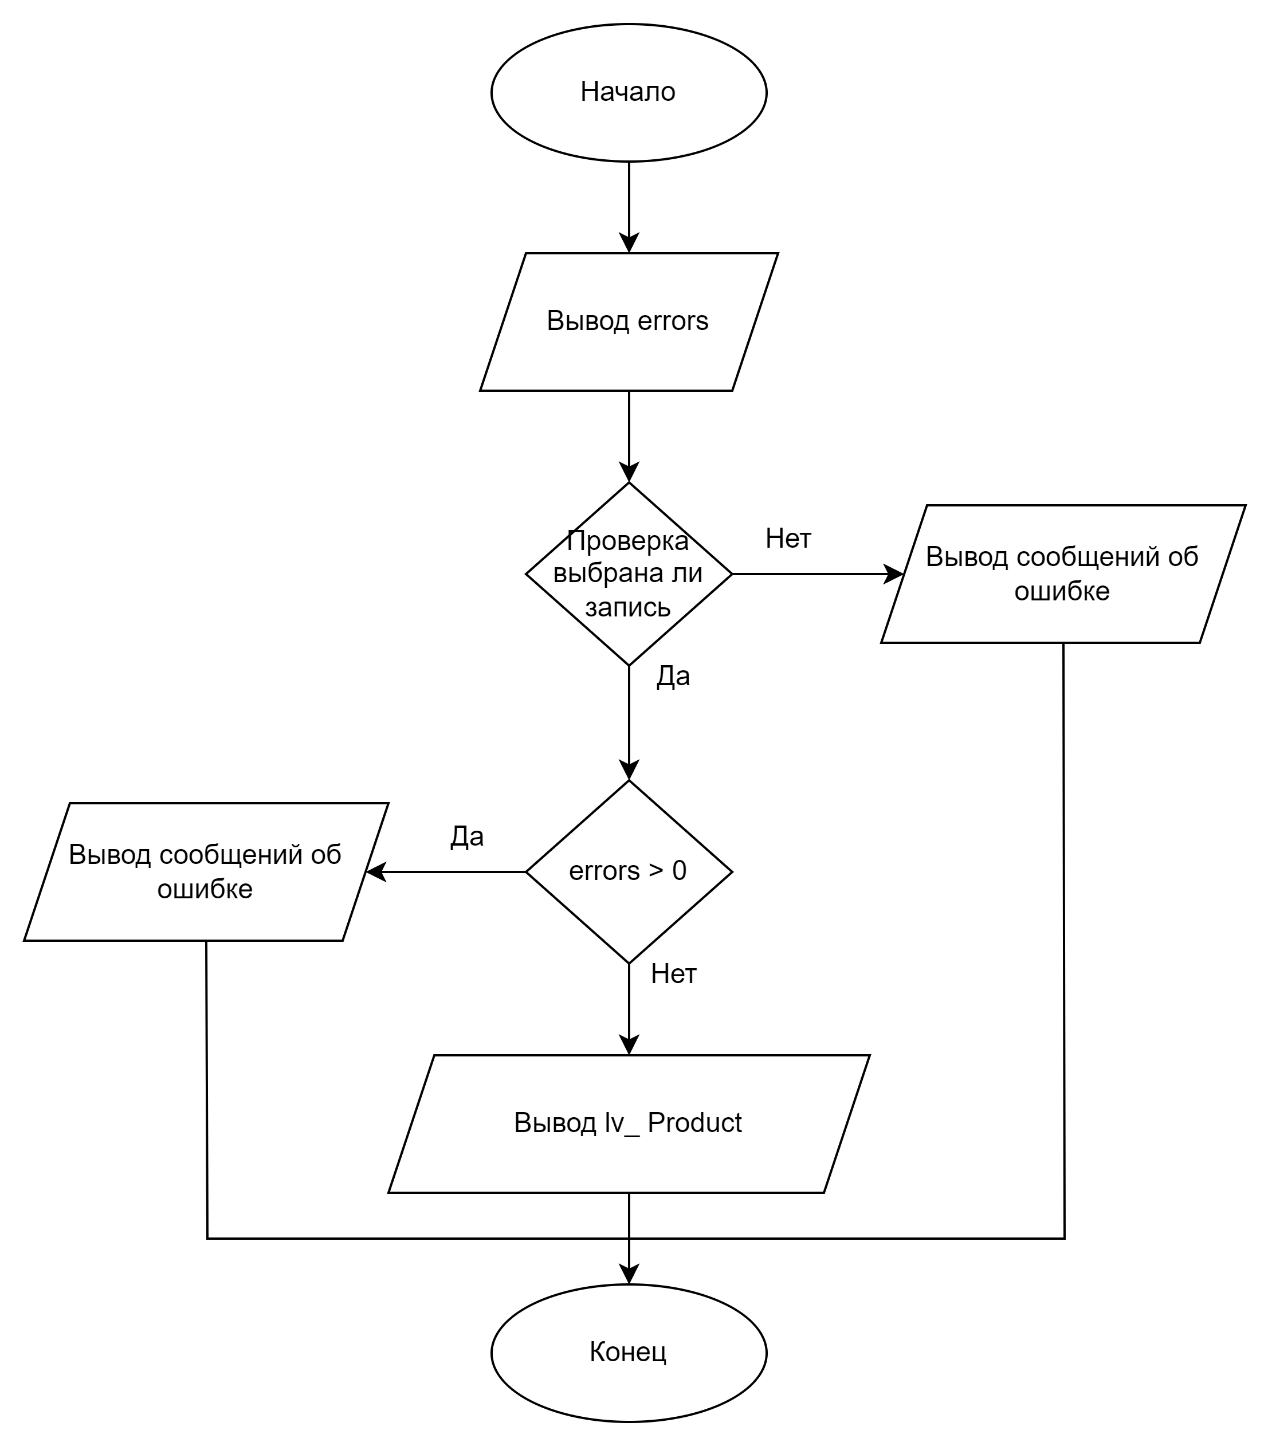 Начало
Вывод errors
Проверка
выбрана ли
запись
Нет
Вывод сообщений об
ошибке
Да
Да
Вывод сообщений об
ошибке
errors > 0
Нет
Вывод lv_ Product
Конец